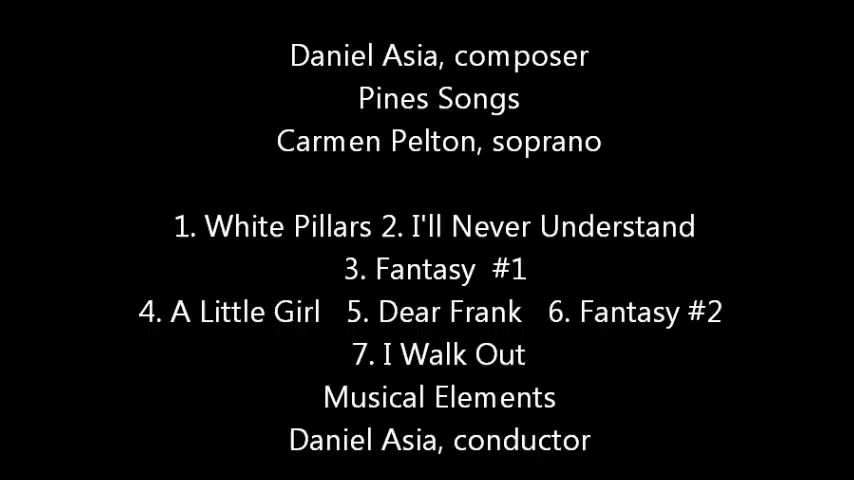 Daniel Asia, composer
Pines Songs
Carmen Pelton, soprano
1. White Pillars 2. I'll Never Understand
3. Fantasy  #1
4. A Little Girl   5. Dear Frank   6. Fantasy #2
7. I Walk Out
Musical Elements
Daniel Asia, conductor